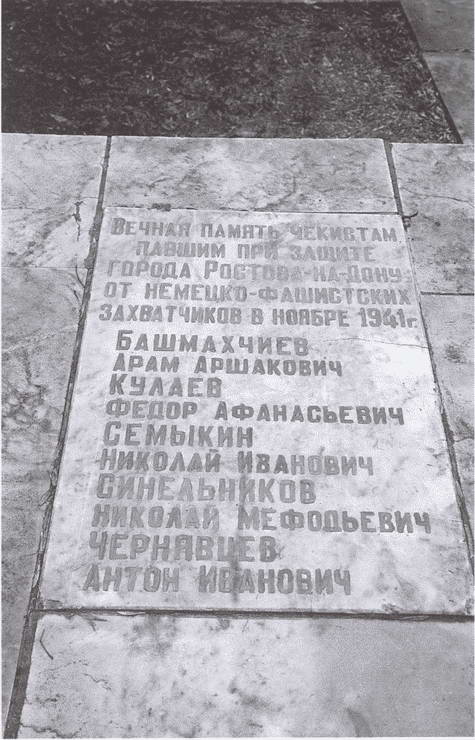 Вечная память чекистам
павшим при защите
города Ростова-на-Дону
от немецко-фашистских
захватчиков в ноябре 1941г.
Башмахчиев
Арам Аршакович
Кулаев
Федор Афанасьевич
Семыкин
Николай Иванович
Синельников
Николай Мефодьевич
Чернявцев
Антон Иванович